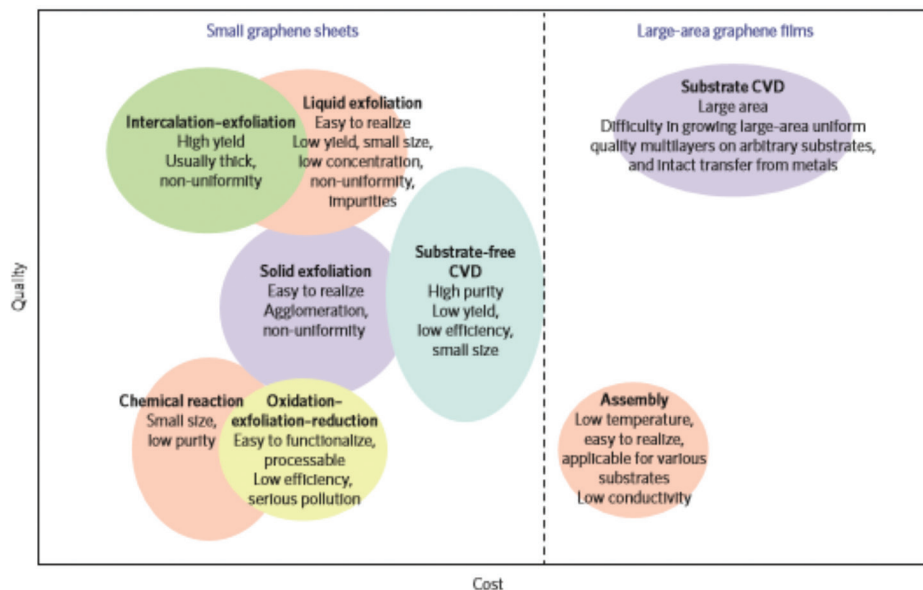 Small graphene sheets
Large-area graphene films
Intercalation–exfoliation
High yield
Usually thick,
non-uniformity
Liquid exfoliation
Easy to realize
Low yield, small size,
low concentration,
non-uniformity,
impurities
Substrate CVD
Large area
Difficulty in growing large-area uniform
quality multilayers on arbitrary substrates,
and intact transfer from metals
Solid exfoliation
Easy to realize
Agglomeration,
non-uniformity
Substrate-free
CVD
High purity
Low yield,
low efficiency,
small size
Quality
Chemical reaction
Small size,
low purity
Oxidation–
exfoliation–reduction
Easy to functionalize,
processable
Low efficiency,
serious pollution
Assembly
Low temperature,
easy to realize,
applicable for various
substrates
Low conductivity
Cost